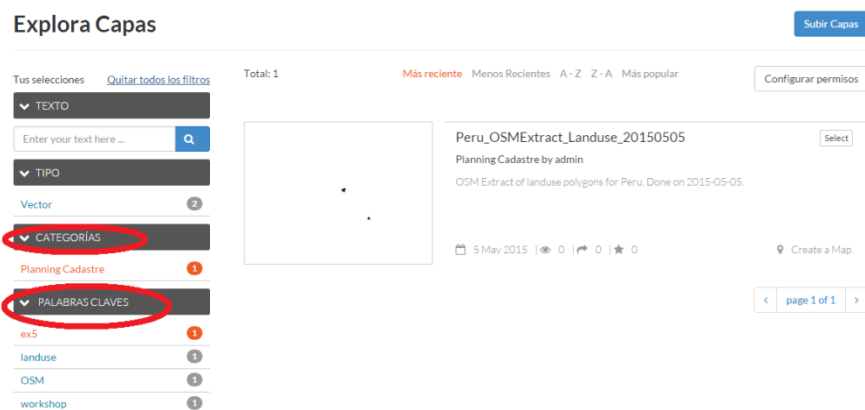 Explora Capas
Subir Capas
Tus selecciones Quitar todos los filtros
TEXTO
Enter your text here ...
TIPO
Vector 2
CATEGORÍAS
Planning Cadastre 1
PALABRAS CLAVES
ex5 1
landuse 1
OSM 1
workshop 1
Total: 1
Más reciente Menos Recientes A - Z Z - A Más popular
Configurar permisos
Peru_OSMExtract_Landuse_20150505
Select
Planning Cadastre by admin
OSM Extract of landuse polygons for Peru. Done on 2015-05-05.
5 May 2015 | 0 | 0 | 0
Create a Map
< page 1 of 1 >